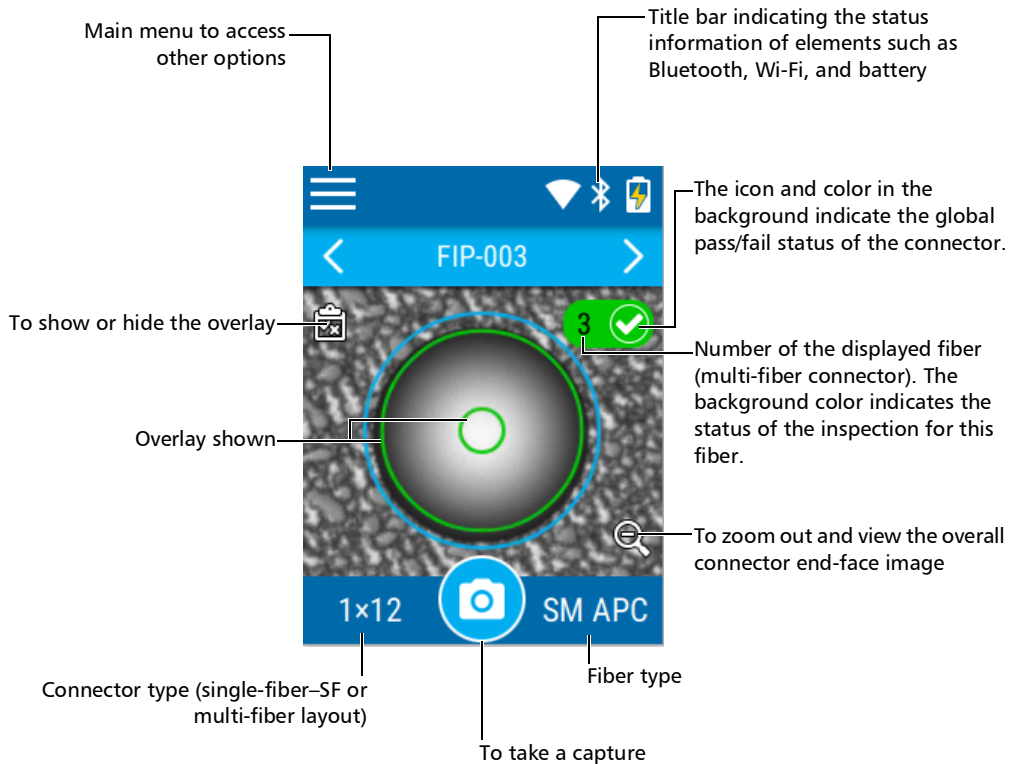 Main menu to access
other options
Title bar indicating the status
information of elements such as
Bluetooth, Wi-Fi, and battery
The icon and color in the
background indicate the global
pass/fail status of the connector.
FIP-003
To show or hide the overlay
3
Number of the displayed fiber
(multi-fiber connector). The
background color indicates the
status of the inspection for this
fiber.
Overlay shown
To zoom out and view the overall
connector end-face image
1×12
SM APC
Fiber type
Connector type (single-fiber–SF or
multi-fiber layout)
To take a capture